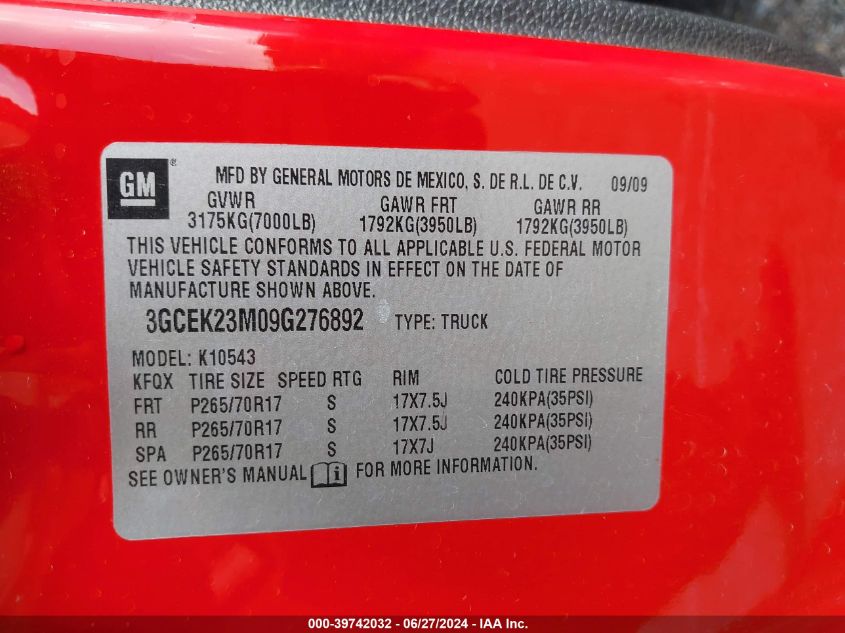 GM ® MFD BY GENERAL MOTORS DE MEXICO, S. DE R.L. DE C.V. 09/09
GVWR GAWR FRT GAWR RR
3175KG(7000LB) 1792KG(3950LB) 1792KG(3950LB)
THIS VEHICLE CONFORMS TO ALL APPLICABLE U.S. FEDERAL MOTOR
VEHICLE SAFETY STANDARDS IN EFFECT ON THE DATE OF
MANUFACTURE SHOWN ABOVE.
3GCEK23M09G276892 TYPE: TRUCK
MODEL: K10543
KFQX TIRE SIZE SPEED RTG RIM COLD TIRE PRESSURE
FRT P265/70R17 S 17X7.5J 240KPA(35PSI)
RR P265/70R17 S 17X7.5J 240KPA(35PSI)
SPA P265/70R17 S 17X7J 240KPA(35PSI)
SEE OWNER'S MANUAL i FOR MORE INFORMATION.
000-39742032 - 06/27/2024 - IAA Inc.